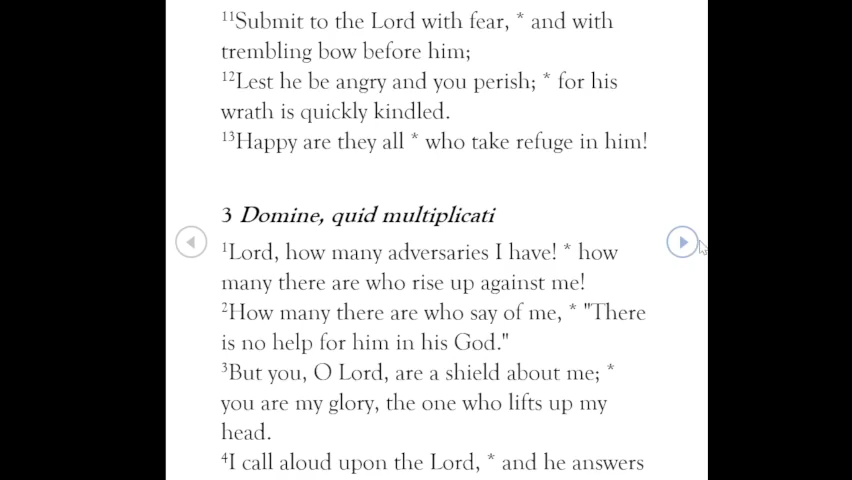 ¹¹Submit to the Lord with fear, * and with
trembling bow before him;
¹²Lest he be angry and you perish; * for his
wrath is quickly kindled.
¹³Happy are they all * who take refuge in him!
3 Domine, quid multiplicati
¹Lord, how many adversaries I have! * how
many there are who rise up against me!
²How many there are who say of me, * "There
is no help for him in his God."
³But you, O Lord, are a shield about me; *
you are my glory, the one who lifts up my
head.
⁴I call aloud upon the Lord, * and he answers